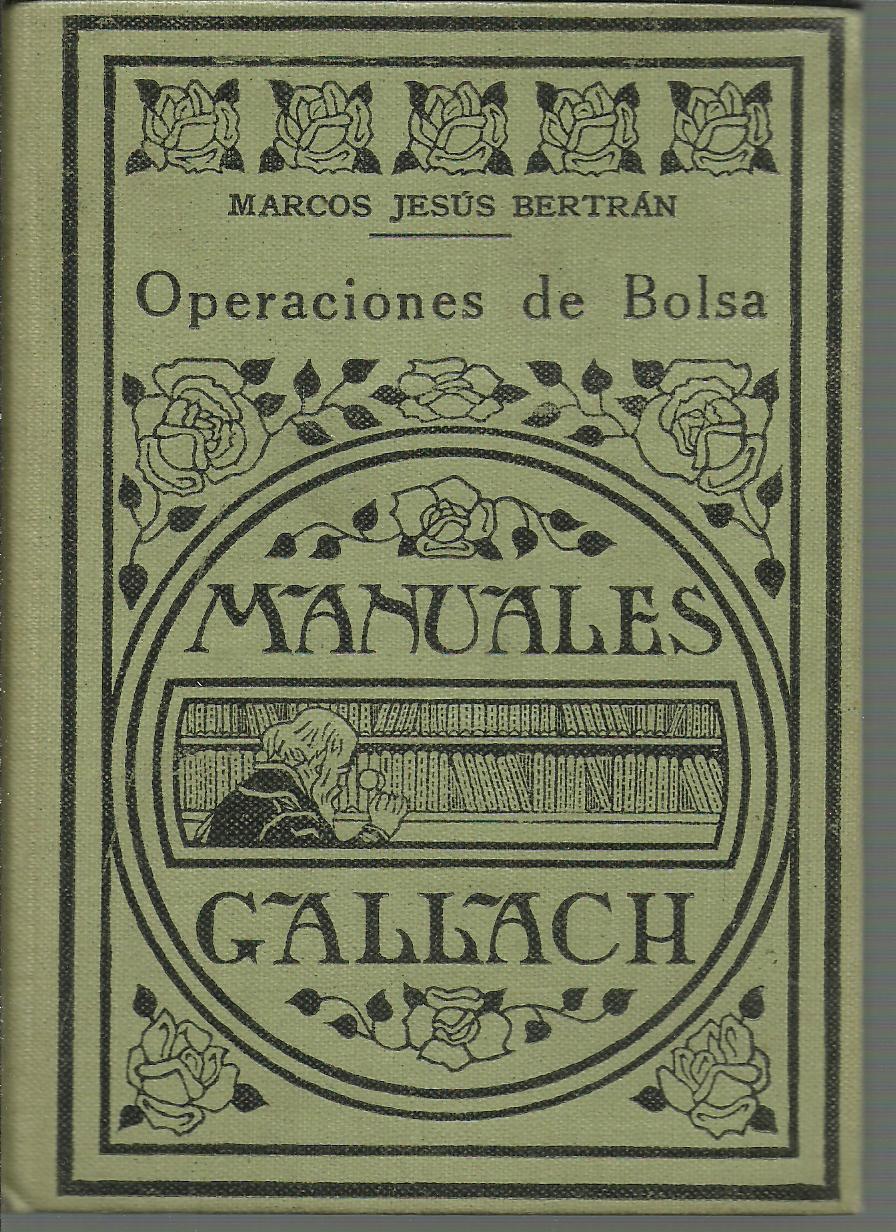 MARCOS JESÚS BERTRÁN
Operaciones de Bolsa
MANUALES
GALLACH